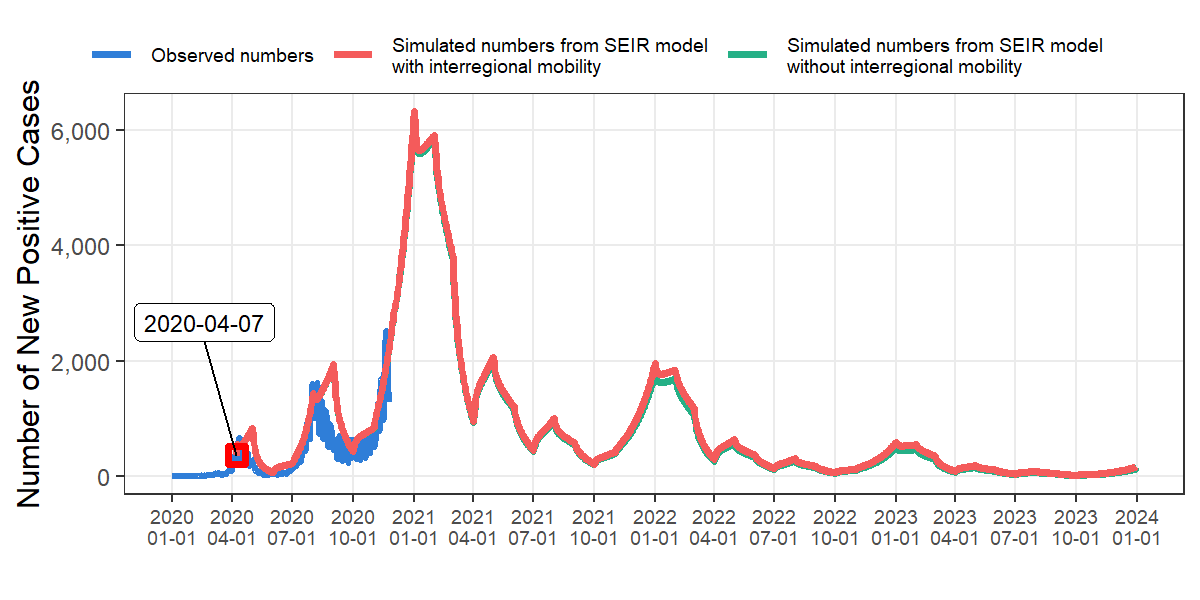 Observed numbers
Simulated numbers from SEIR model
with interregional mobility
Simulated numbers from SEIR model
without interregional mobility
Number of New Positive Cases
6,000
4,000
2,000
0
2020-04-07
2020 2020 2020 2020 2021 2021 2021 2021 2022 2022 2022 2022 2023 2023 2023 2023 2024
01-01 04-01 07-01 10-01 01-01 04-01 07-01 10-01 01-01 04-01 07-01 10-01 01-01 04-01 07-01 10-01 01-01